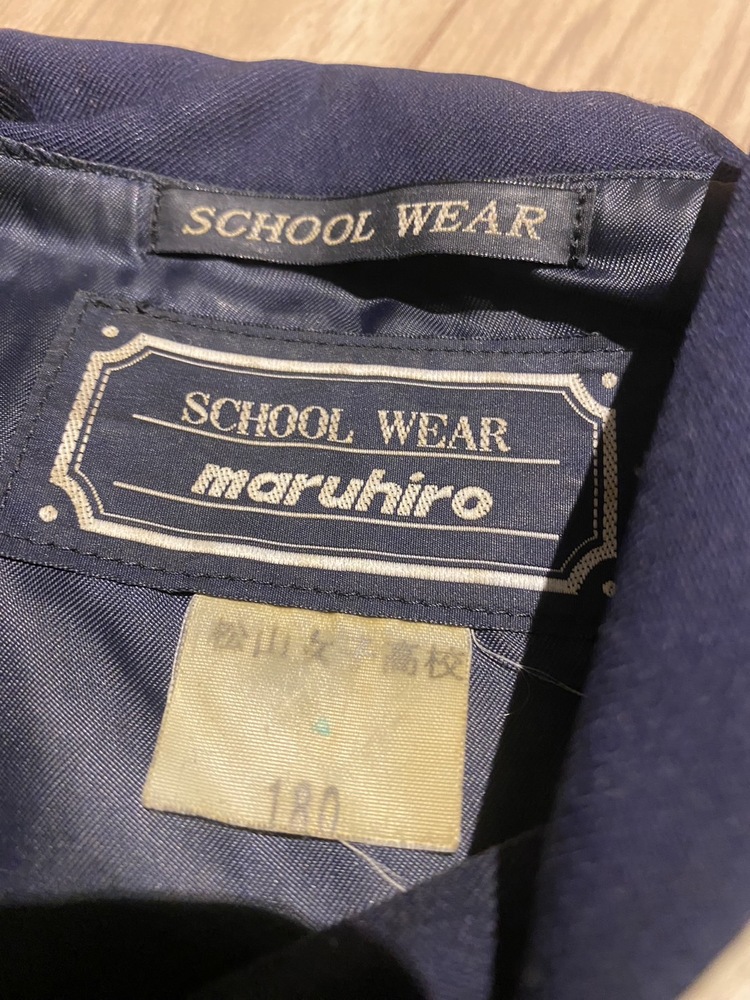 SCHOOL WEAR
SCHOOL WEAR
maruhiro
松山女子高校
180